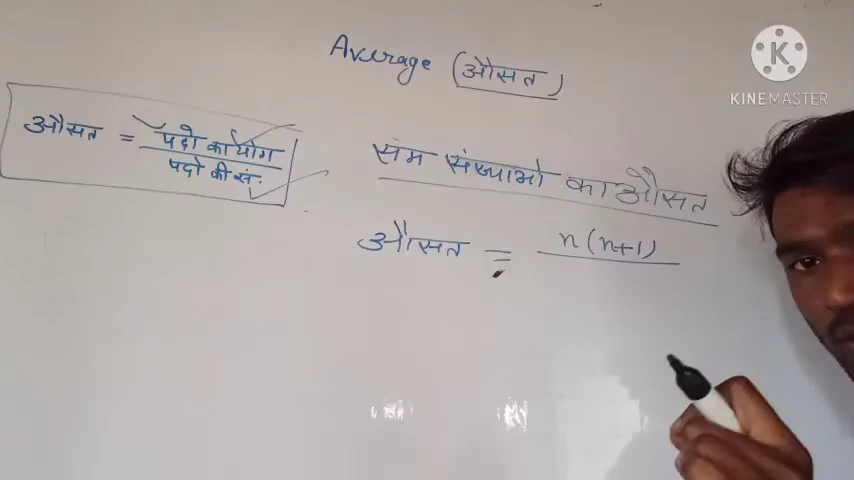 Average (औसत)
औसत = पदो का योग
पदो की सं.
सम संख्याओ का औसत
औसत = n(n+1)
K
KINEMASTER